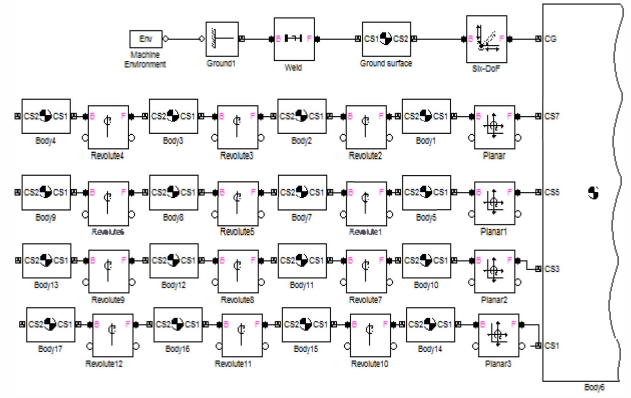 Env
Machine
Environment
Ground1
B F
Weld
CS1 CS2
Ground surface
B F
Six-DoF
CG
CS2 CS1
Body4
B F
Revolute4
CS2 CS1
Body3
B F
Revolute3
CS2 CS1
Body2
B F
Revolute2
CS2 CS1
Body1
B F
Planar
CS7
CS2 CS1
Body9
B F
Revolute6
CS2 CS1
Body8
B F
Revolute5
CS2 CS1
Body7
B F
Revolute1
CS2 CS1
Body5
B F
Planar1
CS5
CS2 CS1
Body13
B F
Revolute9
CS2 CS1
Body12
B F
Revolute8
CS2 CS1
Body11
B F
Revolute7
CS2 CS1
Body10
B F
Planar2
CS3
CS2 CS1
Body17
B F
Revolute12
CS2 CS1
Body16
B F
Revolute11
CS2 CS1
Body15
B F
Revolute10
CS2 CS1
Body14
B F
Planar3
CS1
Body6